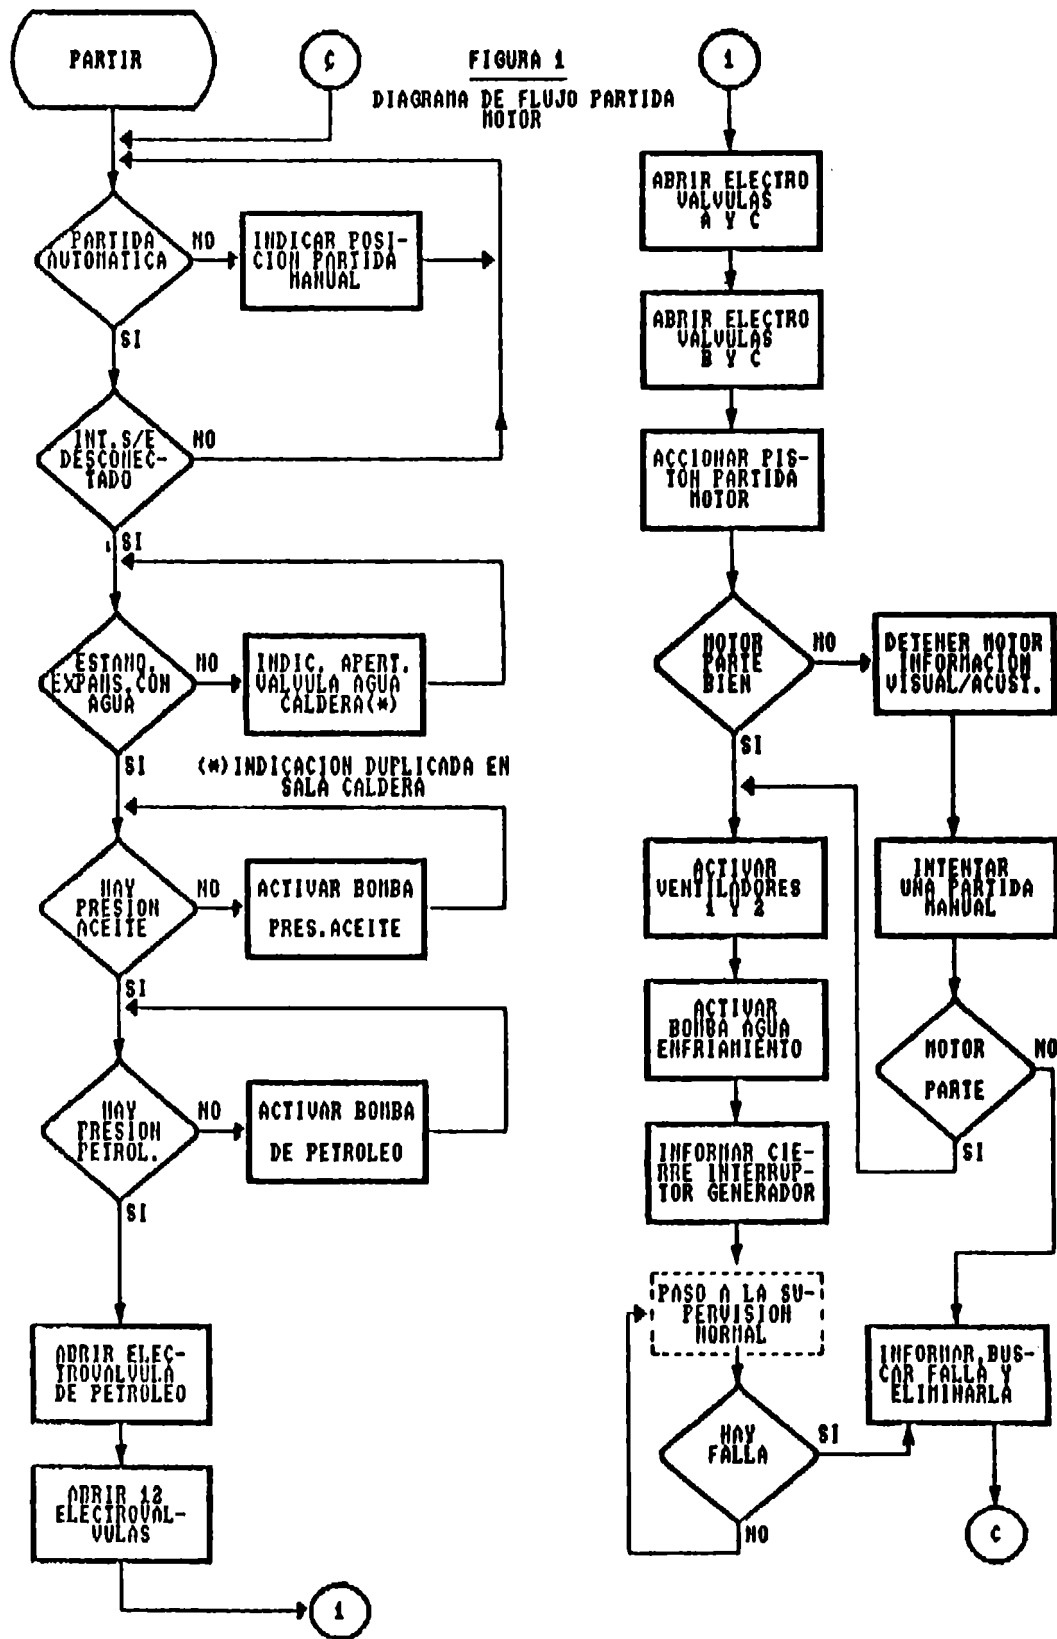 PARTIR
C
FIGURA 1
DIAGRAMA DE FLUJO PARTIDA
MOTOR
PARTIDA
AUTOMATICA
NO
INDICAR POSI-
CION PARTIDA
MANUAL
SI
INT.S/E
DESCONEC-
TADO
NO
SI
ESTANQ.
EXPANS.CON
AGUA
NO
INDIC. APERT.
VALVULA AGUA
CALDERA(*)
SI
(*)INDICACION DUPLICADA EN
SALA CALDERA
HAY
PRESION
ACEITE
NO
ACTIVAR BOMBA
PRES.ACEITE
SI
HAY
PRESION
PETROL.
NO
ACTIVAR BOMBA
DE PETROLEO
SI
ABRIR ELEC-
TROVALVULA
DE PETROLEO
ABRIR 12
ELECTROVAL-
VULAS
1
1
ABRIR ELECTRO
VALVULAS
A Y C
ABRIR ELECTRO
VALVULAS
B Y C
ACCIONAR PIS-
TON PARTIDA
MOTOR
MOTOR
PARTE
BIEN
NO
DETENER MOTOR
INFORMACION
VISUAL/ACUST.
SI
ACTIVAR
VENTILADORES
1 Y 2
INTENTAR
UNA PARTIDA
MANUAL
ACTIVAR
BOMBA AGUA
ENFRIAMIENTO
MOTOR
PARTE
NO
SI
INFORMAR CIE-
RRE INTERRUP-
TOR GENERADOR
PASO A LA SU-
PERVISION
NORMAL
INFORMAR,BUS-
CAR FALLA Y
ELIMINARLA
HAY
FALLA
SI
NO
C